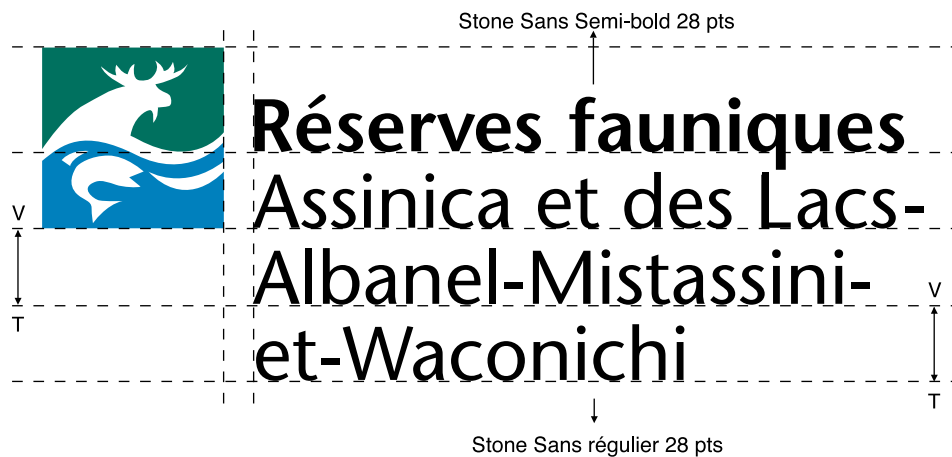 Stone Sans Semi-bold 28 pts
Réserves fauniques
Assinica et des Lacs-
V
Albanel-Mistassini-
V
T
et-Waconichi
T
Stone Sans régulier 28 pts